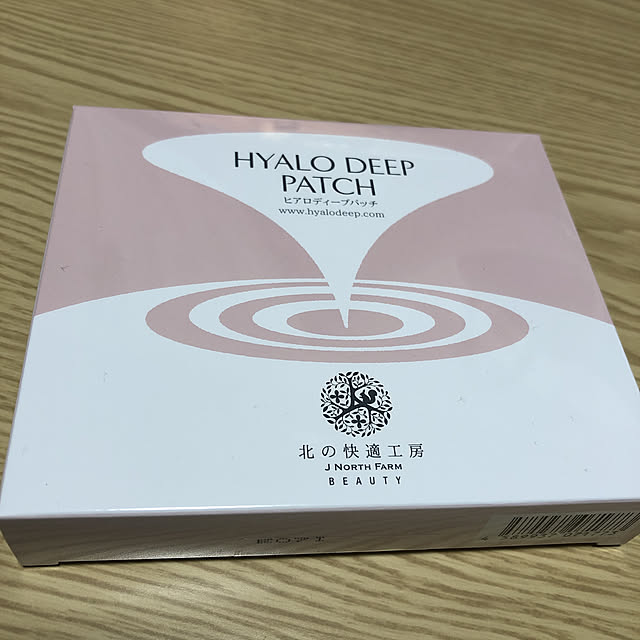 HYALO DEEP
PATCH
ヒアロディープパッチ
www.hyalodeep.com
北の快適工房
J NORTH FARM
BEAUTY